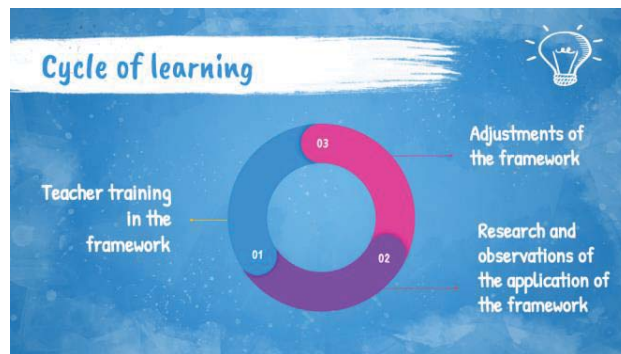 Cycle of learning
03
Adjustments of
the framework
Teacher training
in the
framework
01
02
Research and
observations of
the application of
the framework